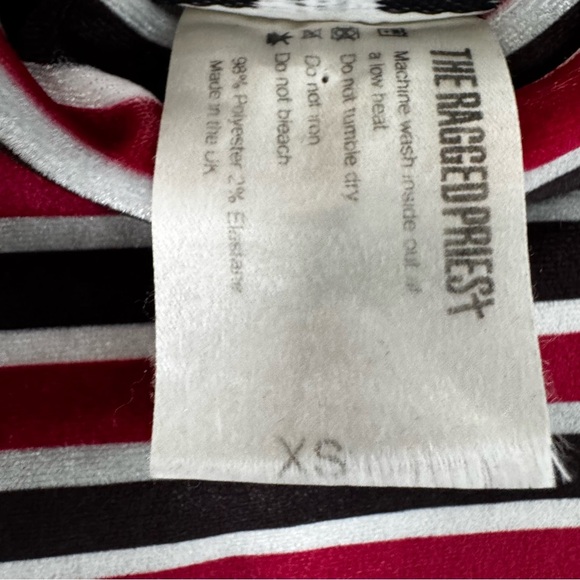 THE RAGGED PRIEST
Machine wash inside out at
a low heat
Do not tumble dry
Do not iron
Do not bleach
98% Polyester 2% Elastane
Made in the UK
XS